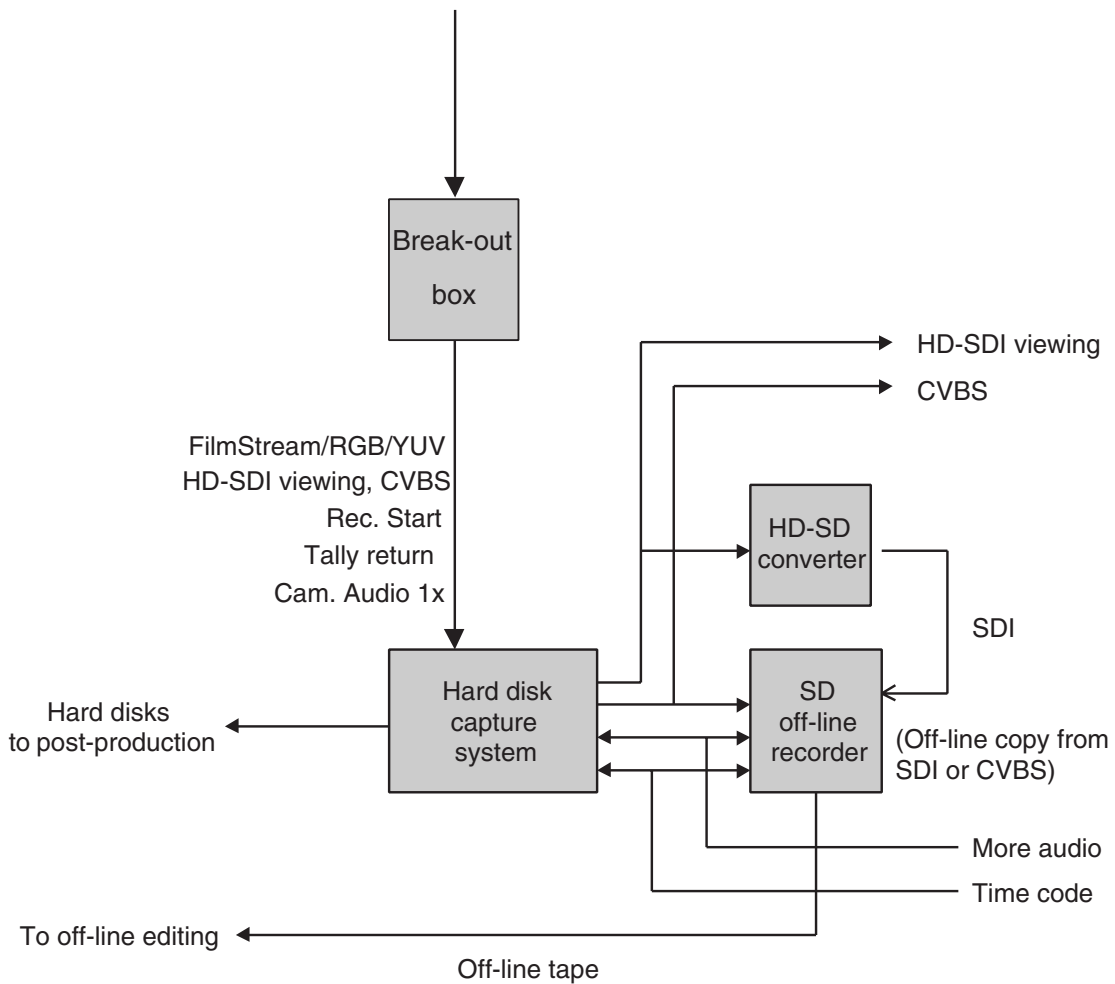 Break-out
box
HD-SDI viewing
CVBS
FilmStream/RGB/YUV
HD-SDI viewing, CVBS
Rec. Start
Tally return
Cam. Audio 1x
HD-SD
converter
SDI
Hard disk
capture
system
SD
off-line
recorder
Hard disks
to post-production
(Off-line copy from
SDI or CVBS)
More audio
Time code
To off-line editing
Off-line tape